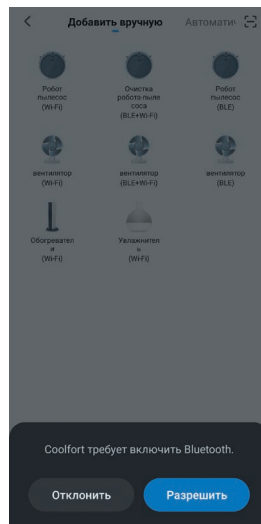 Добавить вручную
Автоматич
Робот
пылесос
(Wi-Fi)
Очистка
робота-пыле
соса
(BLE+Wi-Fi)
Робот
пылесос
(BLE)
вентилятор
(Wi-Fi)
вентилятор
(BLE+Wi-Fi)
вентилятор
(BLE)
Обогревател
и
(Wi-Fi)
Увлажнител
ь
(Wi-Fi)
Coolfort требует включить Bluetooth.
Отклонить
Разрешить